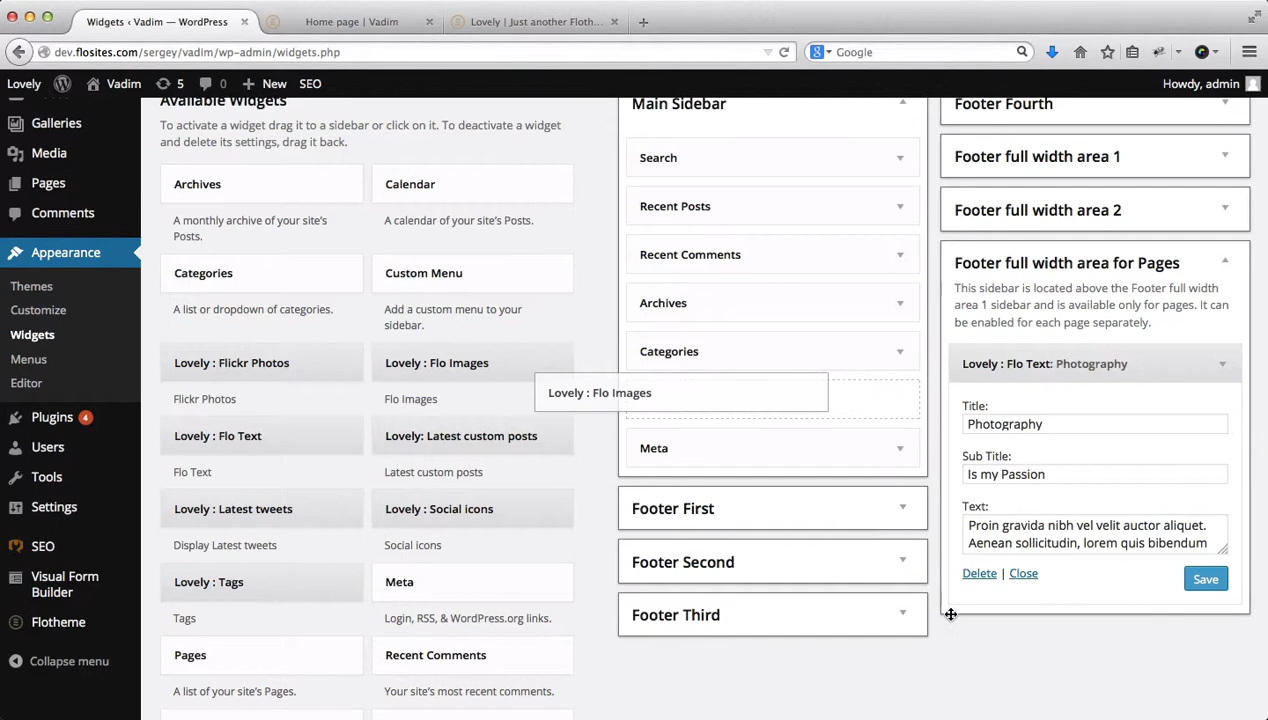 Widgets ‹ Vadim — WordPress
Home page | Vadim
Lovely | Just another Floth...
dev.flosites.com/sergey/vadim/wp-admin/widgets.php
Google
Lovely
Vadim
5
0
New
SEO
Howdy, admin
Galleries
Media
Pages
Comments
Appearance
Themes
Customize
Widgets
Menus
Editor
Plugins 4
Users
Tools
Settings
SEO
Visual Form
Builder
Flotheme
Collapse menu
Available Widgets
To activate a widget drag it to a sidebar or click on it. To deactivate a widget
and delete its settings, drag it back.
Archives
A monthly archive of your site's
Posts.
Calendar
A calendar of your site's Posts.
Categories
A list or dropdown of categories.
Custom Menu
Add a custom menu to your
sidebar.
Lovely : Flickr Photos
Flickr Photos
Lovely : Flo Images
Flo Images
Lovely : Flo Text
Flo Text
Lovely: Latest custom posts
Latest custom posts
Lovely : Latest tweets
Display Latest tweets
Lovely : Social icons
Social icons
Lovely : Tags
Tags
Meta
Login, RSS, & WordPress.org links.
Pages
A list of your site's Pages.
Recent Comments
Your site's most recent comments.
Main Sidebar
Search
Recent Posts
Recent Comments
Archives
Categories
Lovely : Flo Images
Meta
Footer First
Footer Second
Footer Third
Footer Fourth
Footer full width area 1
Footer full width area 2
Footer full width area for Pages
This sidebar is located above the Footer full width
area 1 sidebar and is available only for pages. It can
be enabled for each page separately.
Lovely : Flo Text: Photography
Title:
Photography
Sub Title:
Is my Passion
Text:
Proin gravida nibh vel velit auctor aliquet.
Aenean sollicitudin, lorem quis bibendum
Delete | Close
Save